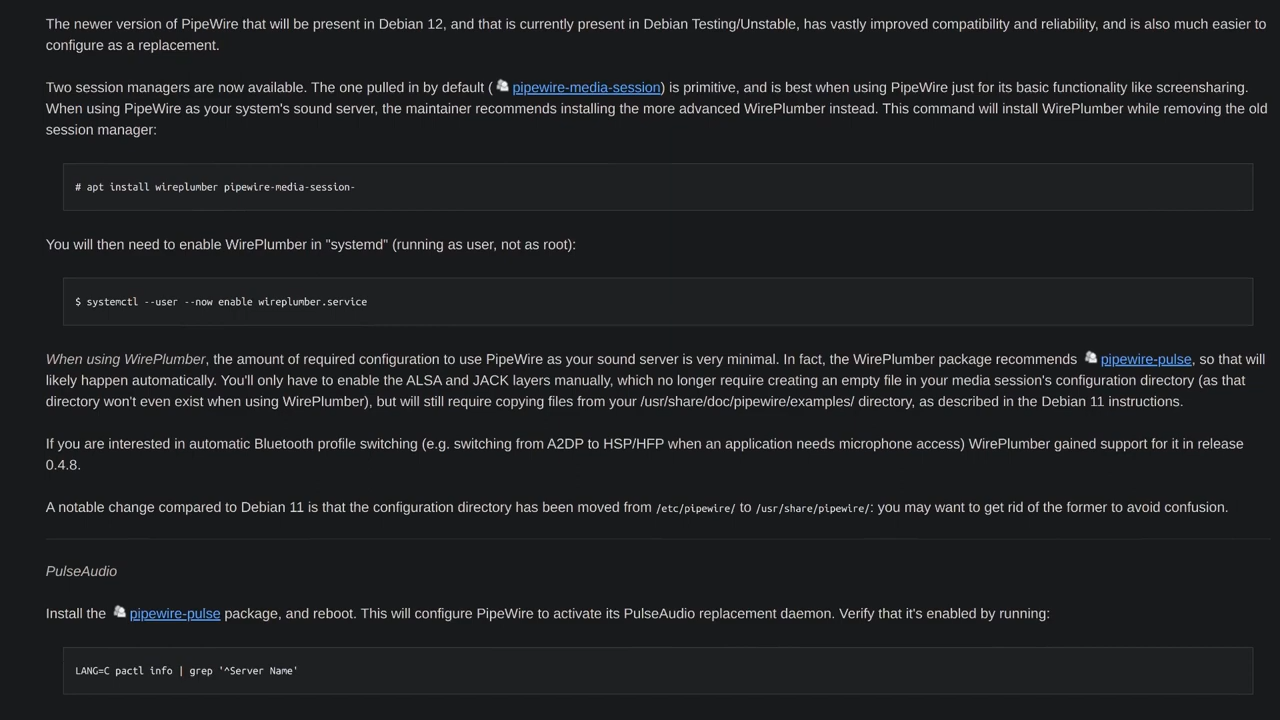 The newer version of PipeWire that will be present in Debian 12, and that is currently present in Debian Testing/Unstable, has vastly improved compatibility and reliability, and is also much easier to
configure as a replacement.
Two session managers are now available. The one pulled in by default ( pipewire-media-session) is primitive, and is best when using PipeWire just for its basic functionality like screensharing.
When using PipeWire as your system's sound server, the maintainer recommends installing the more advanced WirePlumber instead. This command will install WirePlumber while removing the old
session manager:
# apt install wireplumber pipewire-media-session-
You will then need to enable WirePlumber in "systemd" (running as user, not as root):
$ systemctl --user --now enable wireplumber.service
When using WirePlumber, the amount of required configuration to use PipeWire as your sound server is very minimal. In fact, the WirePlumber package recommends pipewire-pulse, so that will
likely happen automatically. You'll only have to enable the ALSA and JACK layers manually, which no longer require creating an empty file in your media session's configuration directory (as that
directory won't even exist when using WirePlumber), but will still require copying files from your /usr/share/doc/pipewire/examples/ directory, as described in the Debian 11 instructions.
If you are interested in automatic Bluetooth profile switching (e.g. switching from A2DP to HSP/HFP when an application needs microphone access) WirePlumber gained support for it in release
0.4.8.
A notable change compared to Debian 11 is that the configuration directory has been moved from /etc/pipewire/ to /usr/share/pipewire/: you may want to get rid of the former to avoid confusion.
PulseAudio
Install the pipewire-pulse package, and reboot. This will configure PipeWire to activate its PulseAudio replacement daemon. Verify that it's enabled by running:
LANG=C pactl info | grep '^Server Name'